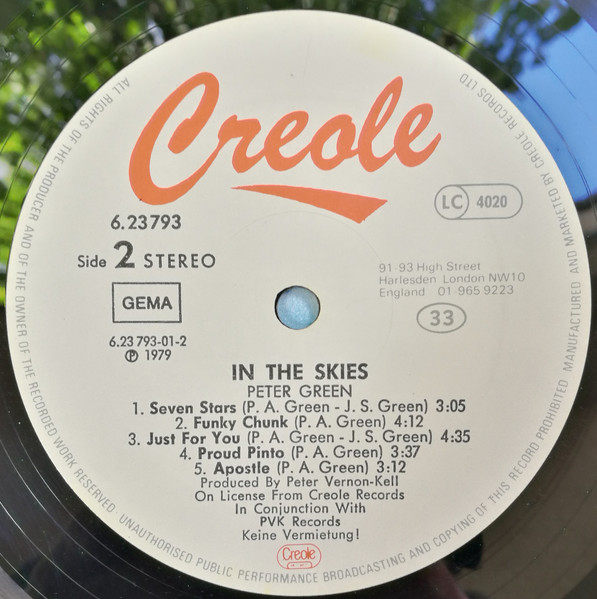 Creole
6.23793
Side 2 STEREO
GEMA
6.23 793-01-2
℗ 1979
LC 4020
91-93 High Street
Harlesden London NW10
England 01-965 9223
33
IN THE SKIES
PETER GREEN
1. Seven Stars (P. A. Green - J. S. Green) 3:05
2. Funky Chunk (P. A. Green) 4:12
3. Just For You (P. A. Green - J. S. Green) 4:35
4. Proud Pinto (P. A. Green) 3:37
5. Apostle (P. A. Green) 3:12
Produced By Peter Vernon-Kell
On License From Creole Records
In Conjunction With
PVK Records
Keine Vermietung!
Creole
ALL RIGHTS OF THE PRODUCER AND OF THE OWNER OF THE RECORDED WORK RESERVED UNAUTHORISED PUBLIC PERFORMANCE BROADCASTING AND COPYING OF THIS RECORD PROHIBITED MANUFACTURED AND MARKETED BY CREOLE RECORDS LTD